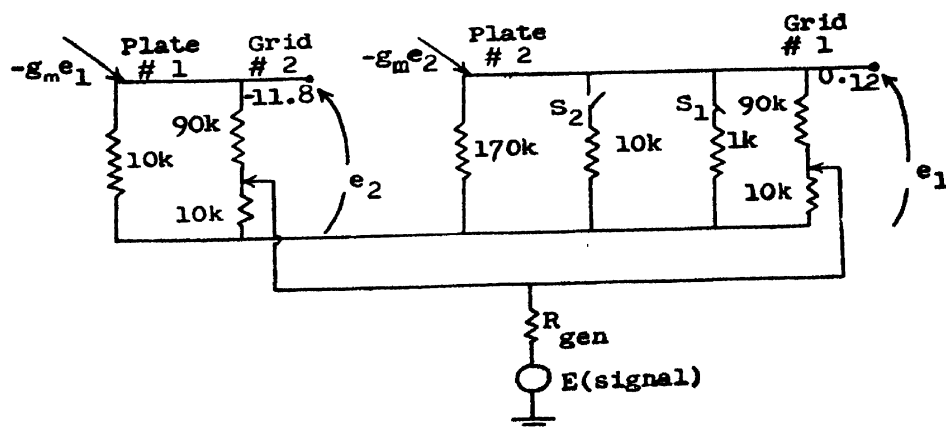 Plate
# 1
Grid
# 2
-gₘe₁
-11.8
90k
10k
10k
e₂
-gₘe₂
Plate
# 2
Grid
# 1
0.12
S₂
S₁
90k
170k
10k
1k
10k
e₁
R gen
E(signal)